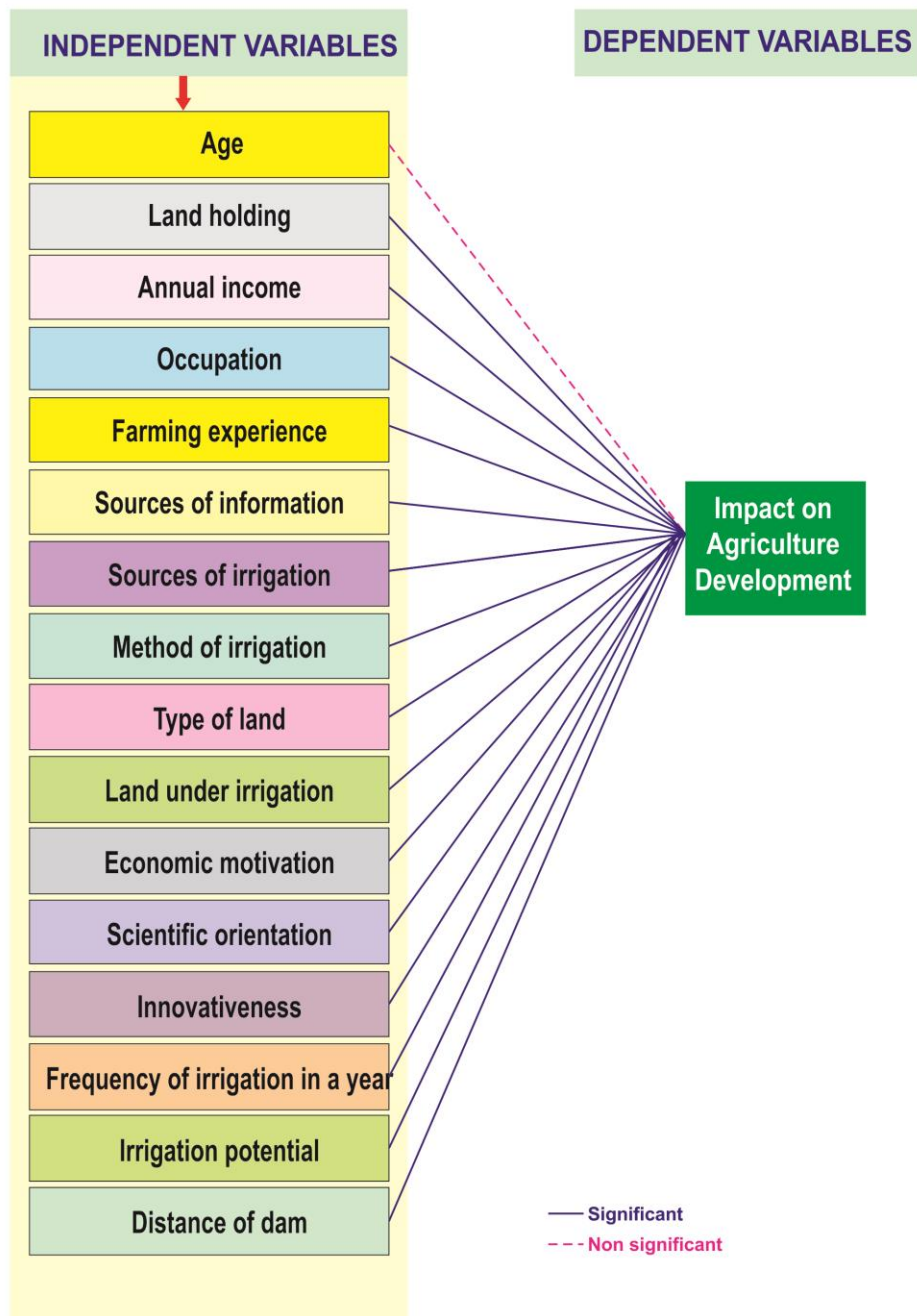 INDEPENDENT VARIABLES
DEPENDENT VARIABLES
Age
Land holding
Annual income
Occupation
Farming experience
Sources of information
Sources of irrigation
Method of irrigation
Type of land
Land under irrigation
Economic motivation
Scientific orientation
Innovativeness
Frequency of irrigation in a year
Irrigation potential
Distance of dam
Impact on
Agriculture
Development
Significant
Non significant